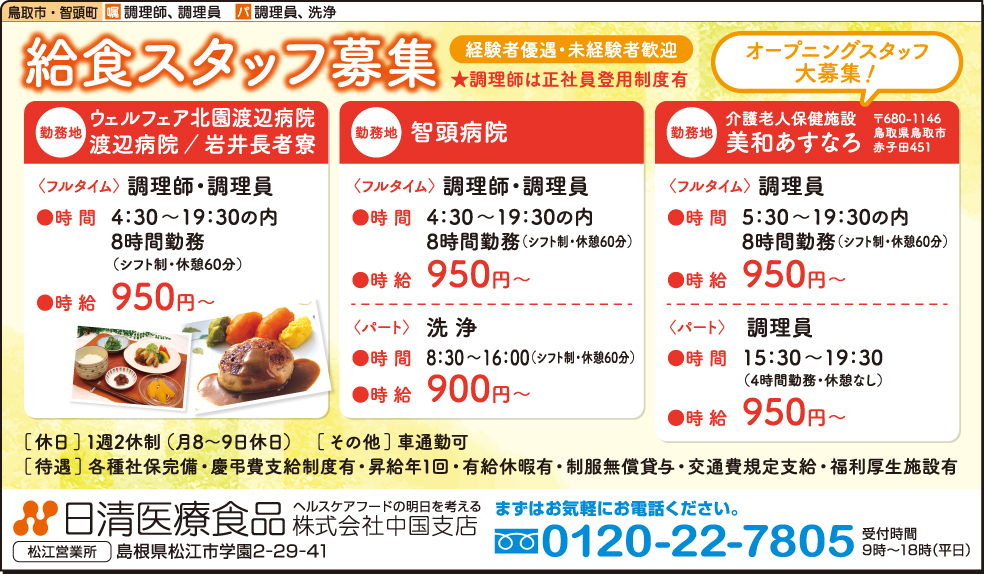 鳥取市・智頭町 嘱 調理師、調理員 パ 調理員、洗浄
給食スタッフ募集
経験者優遇・未経験者歓迎
★調理師は正社員登用制度有
オープニングスタッフ
大募集!
勤務地
ウェルフェア北園渡辺病院
渡辺病院/岩井長者寮
〈フルタイム〉調理師・調理員
●時間 4:30〜19:30の内
8時間勤務
(シフト制・休憩60分)
●時給 950円〜
勤務地 智頭病院
〈フルタイム〉調理師・調理員
●時間 4:30〜19:30の内
8時間勤務(シフト制・休憩60分)
●時給 950円〜
〈パート〉 洗浄
●時間 8:30〜16:00(シフト制・休憩60分)
●時給 900円〜
勤務地
介護老人保健施設
美和あすなろ
〒680-1146
鳥取県鳥取市
赤子田451
〈フルタイム〉調理員
●時間 5:30〜19:30の内
8時間勤務(シフト制・休憩60分)
●時給 950円〜
〈パート〉 調理員
●時間 15:30〜19:30
(4時間勤務・休憩なし)
●時給 950円〜
[休日]1週2休制(月8〜9日休日) [その他]車通勤可
[待遇]各種社保完備・慶弔費支給制度有・昇給年1回・有給休暇有・制服無償貸与・交通費規定支給・福利厚生施設有
日清医療食品
ヘルスケアフードの明日を考える
株式会社中国支店
松江営業所 島根県松江市学園2-29-41
まずはお気軽にお電話ください。
0120-22-7805
受付時間
9時〜18時(平日)